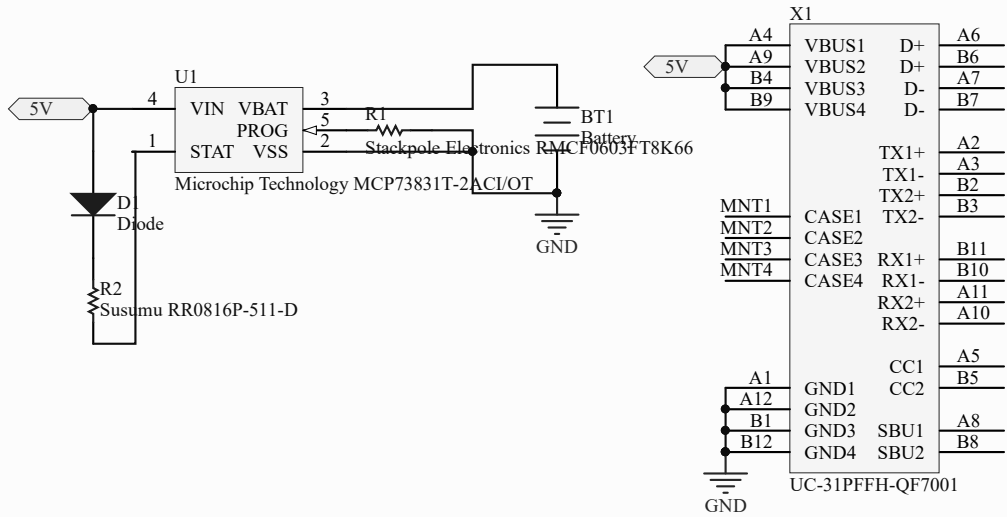 X1
A4 VBUS1 D+ A6
A9 VBUS2 D+ B6
5V
B4 VBUS3 D- A7
B9 VBUS4 D- B7
U1
5V
4 VIN VBAT 3
PROG 5
1 STAT VSS 2
R1
Stackpole Electronics RMCF0603FT8K66
BT1
Battery
Microchip Technology MCP73831T-2ACI/OT
D1
Diode
GND
R2
Susumu RR0816P-511-D
TX1+ A2
TX1- A3
TX2+ B2
MNT1 CASE1 TX2- B3
MNT2 CASE2
MNT3 CASE3 RX1+ B11
MNT4 CASE4 RX1- B10
RX2+ A11
RX2- A10
CC1 A5
A1 GND1 CC2 B5
A12 GND2
B1 GND3 SBU1 A8
B12 GND4 SBU2 B8
UC-31PFFH-QF7001
GND